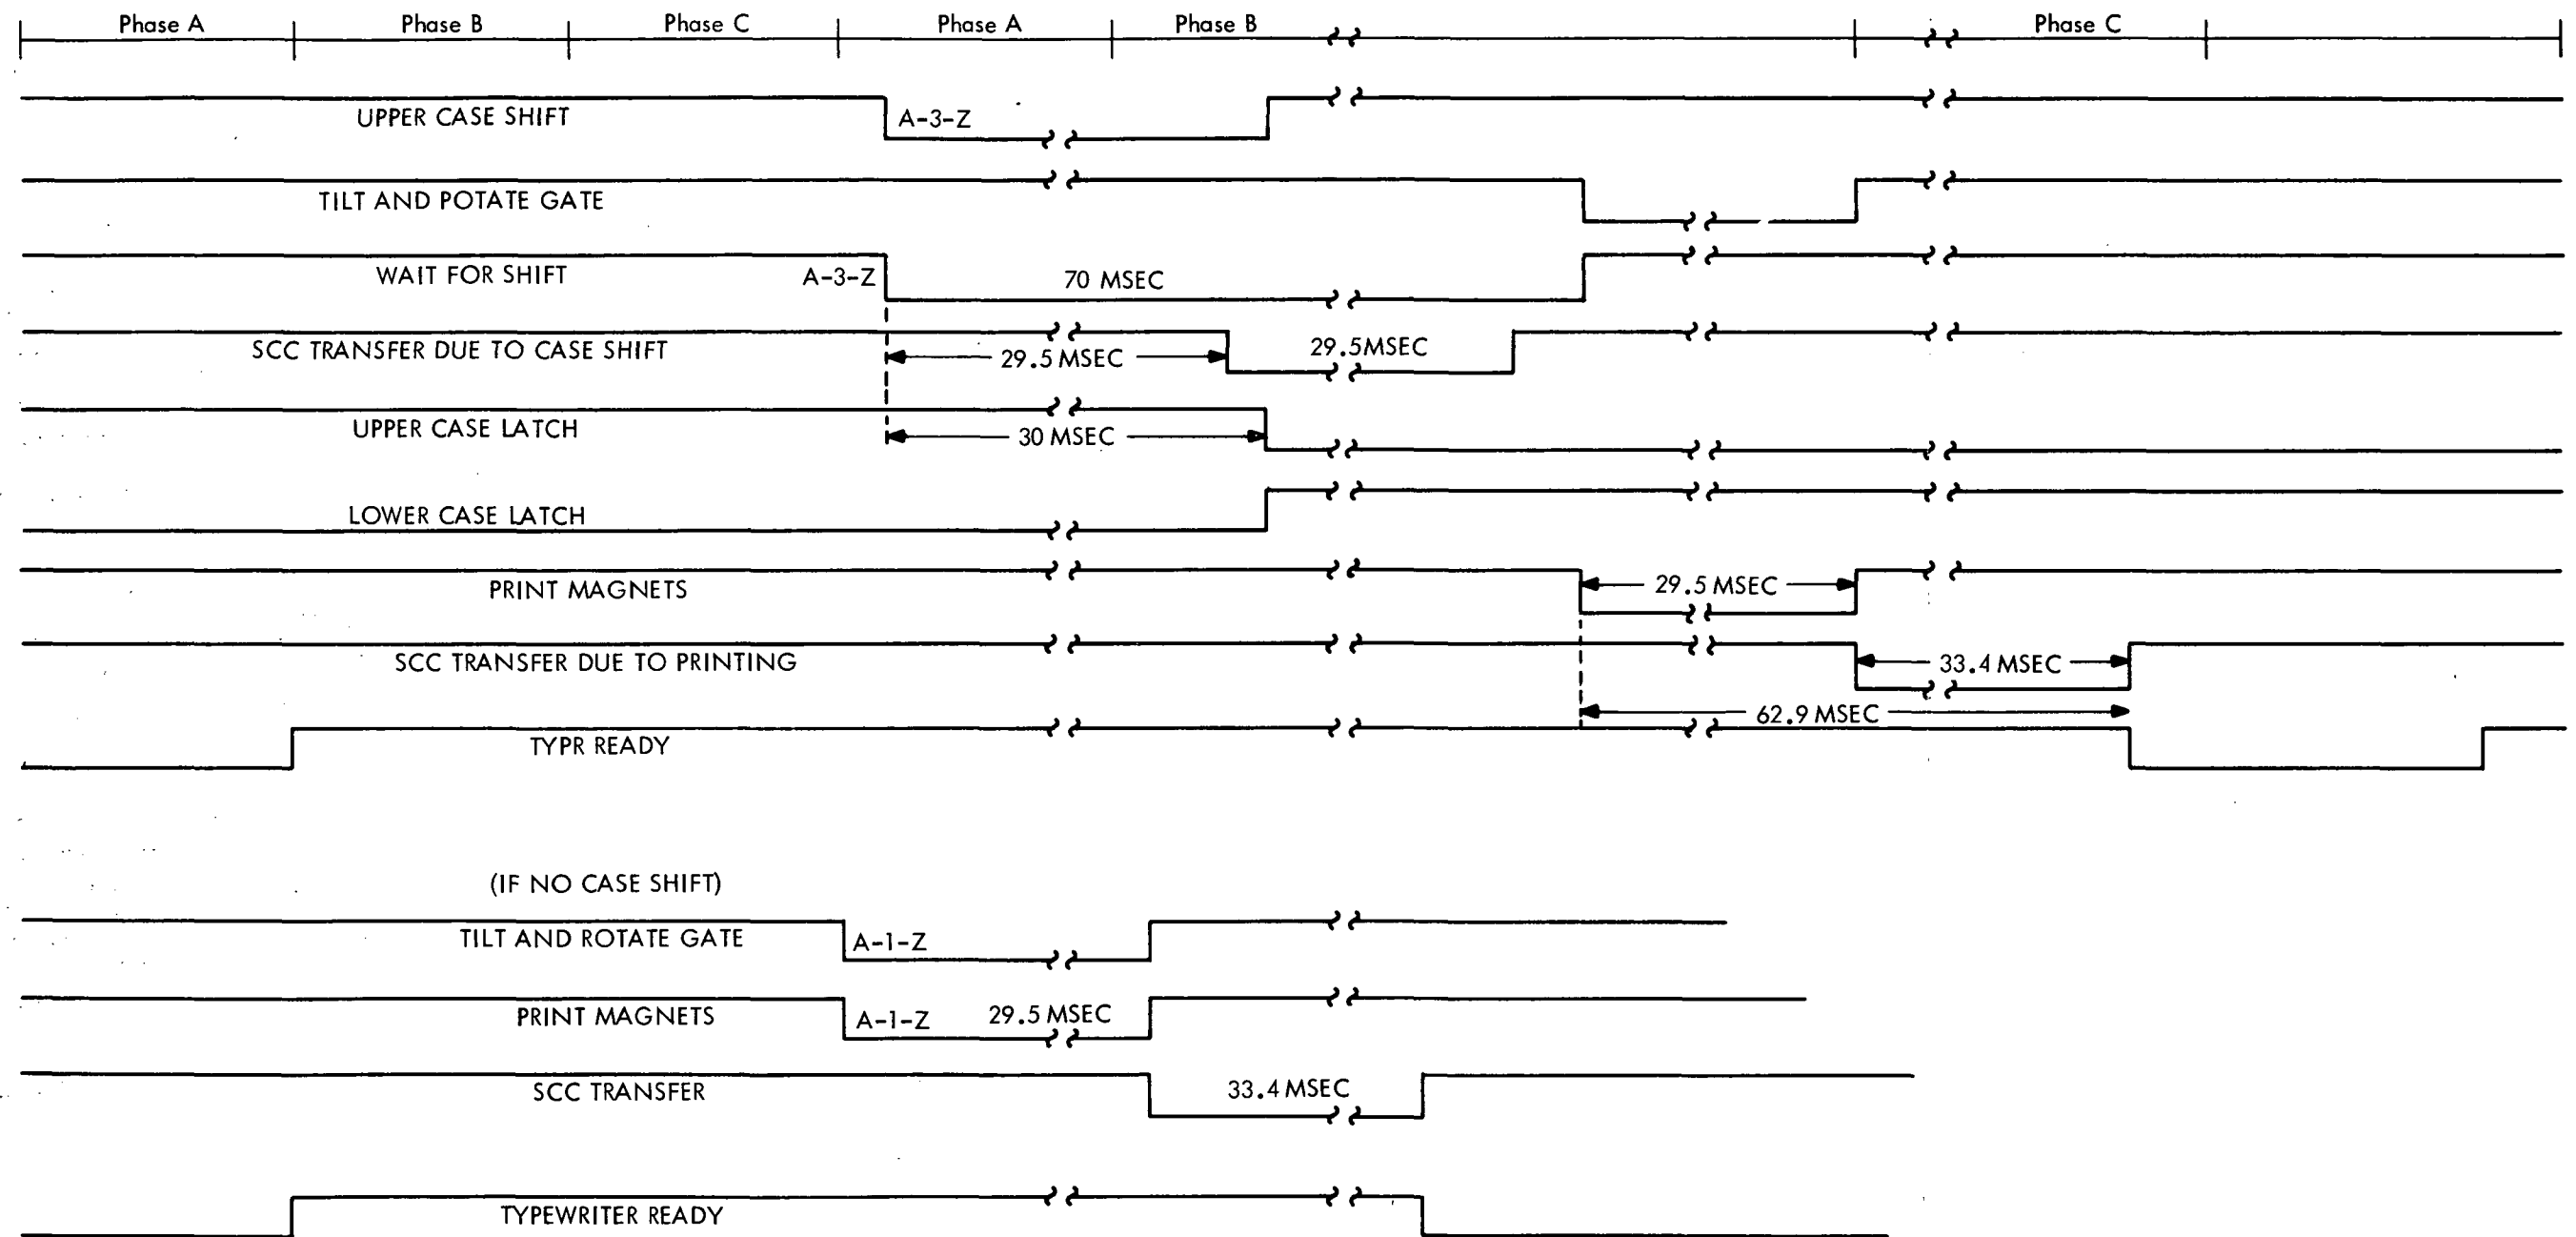 Phase A Phase B Phase C Phase A Phase B Phase C
UPPER CASE SHIFT A-3-Z
TILT AND POTATE GATE
WAIT FOR SHIFT A-3-Z 70 MSEC
SCC TRANSFER DUE TO CASE SHIFT 29.5 MSEC 29.5MSEC
UPPER CASE LATCH 30 MSEC
LOWER CASE LATCH
PRINT MAGNETS 29.5 MSEC
SCC TRANSFER DUE TO PRINTING 33.4 MSEC
62.9 MSEC
TYPR READY
(IF NO CASE SHIFT)
TILT AND ROTATE GATE A-1-Z
PRINT MAGNETS A-1-Z 29.5 MSEC
SCC TRANSFER 33.4 MSEC
TYPEWRITER READY